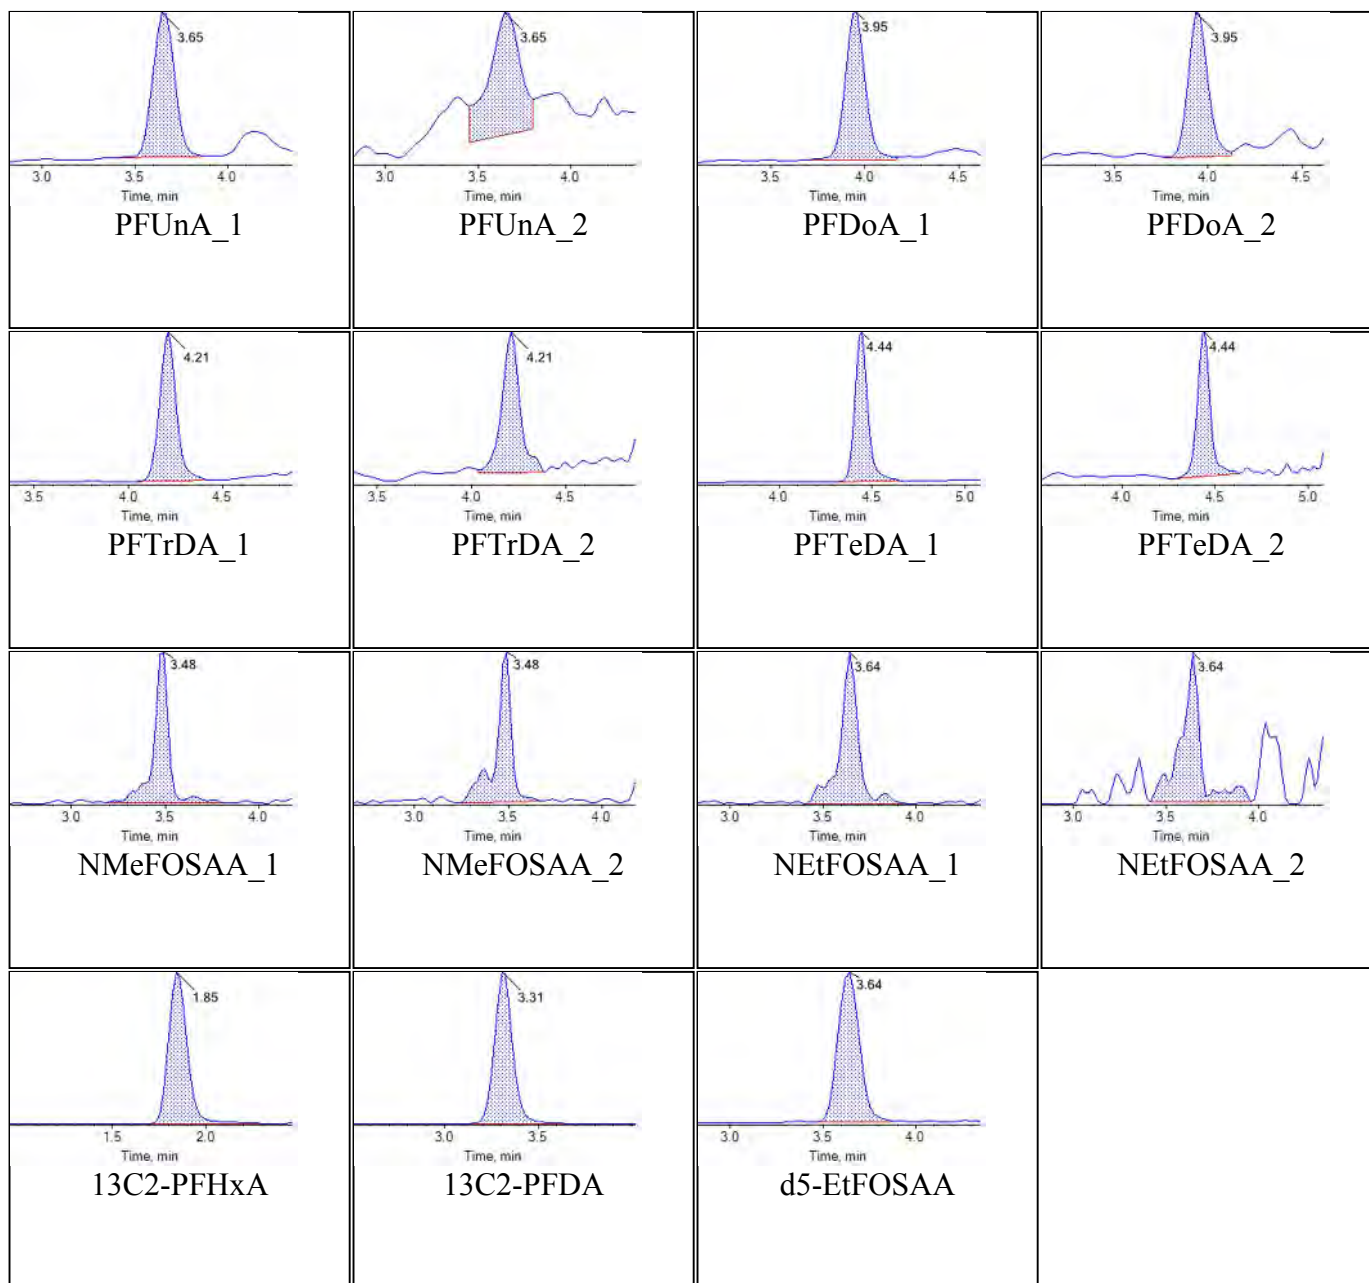 3.65
3.0 3.5 4.0
Time, min
PFUnA_1
3.65
3.0 3.5 4.0
Time, min
PFUnA_2
3.95
3.5 4.0 4.5
Time, min
PFDoA_1
3.95
3.5 4.0 4.5
Time, min
PFDoA_2
4.21
3.5 4.0 4.5
Time, min
PFTrDA_1
4.21
3.5 4.0 4.5
Time, min
PFTrDA_2
4.44
4.0 4.5 5.0
Time, min
PFTeDA_1
4.44
4.0 4.5 5.0
Time, min
PFTeDA_2
3.48
3.0 3.5 4.0
Time, min
NMeFOSAA_1
3.48
3.0 3.5 4.0
Time, min
NMeFOSAA_2
3.64
3.0 3.5 4.0
Time, min
NEtFOSAA_1
3.64
3.0 3.5 4.0
Time, min
NEtFOSAA_2
1.85
1.5 2.0
Time, min
13C2-PFHxA
3.31
3.0 3.5
Time, min
13C2-PFDA
3.64
3.0 3.5 4.0
Time, min
d5-EtFOSAA